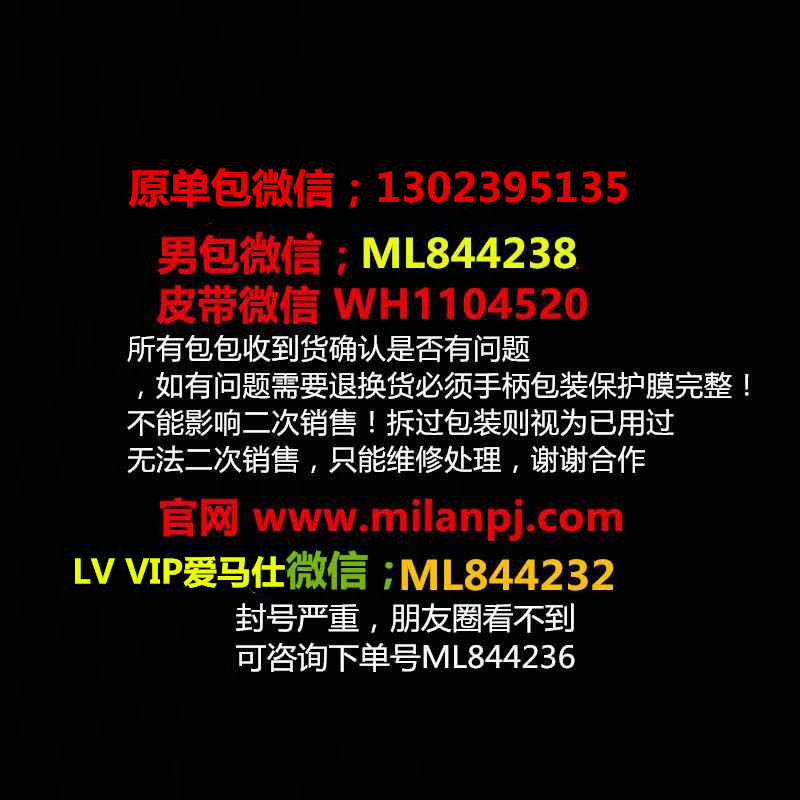 原单包微信；1302395135
男包微信；ML844238
皮带微信 WH1104520
所有包包收到货确认是否有问题
，如有问题需要退换货必须手柄包装保护膜完整！
不能影响二次销售！拆过包装则视为已用过
无法二次销售，只能维修处理，谢谢合作
官网 www.milanpj.com
LV VIP爱马仕微信；ML844232
封号严重，朋友圈看不到
可咨询下单号ML844236